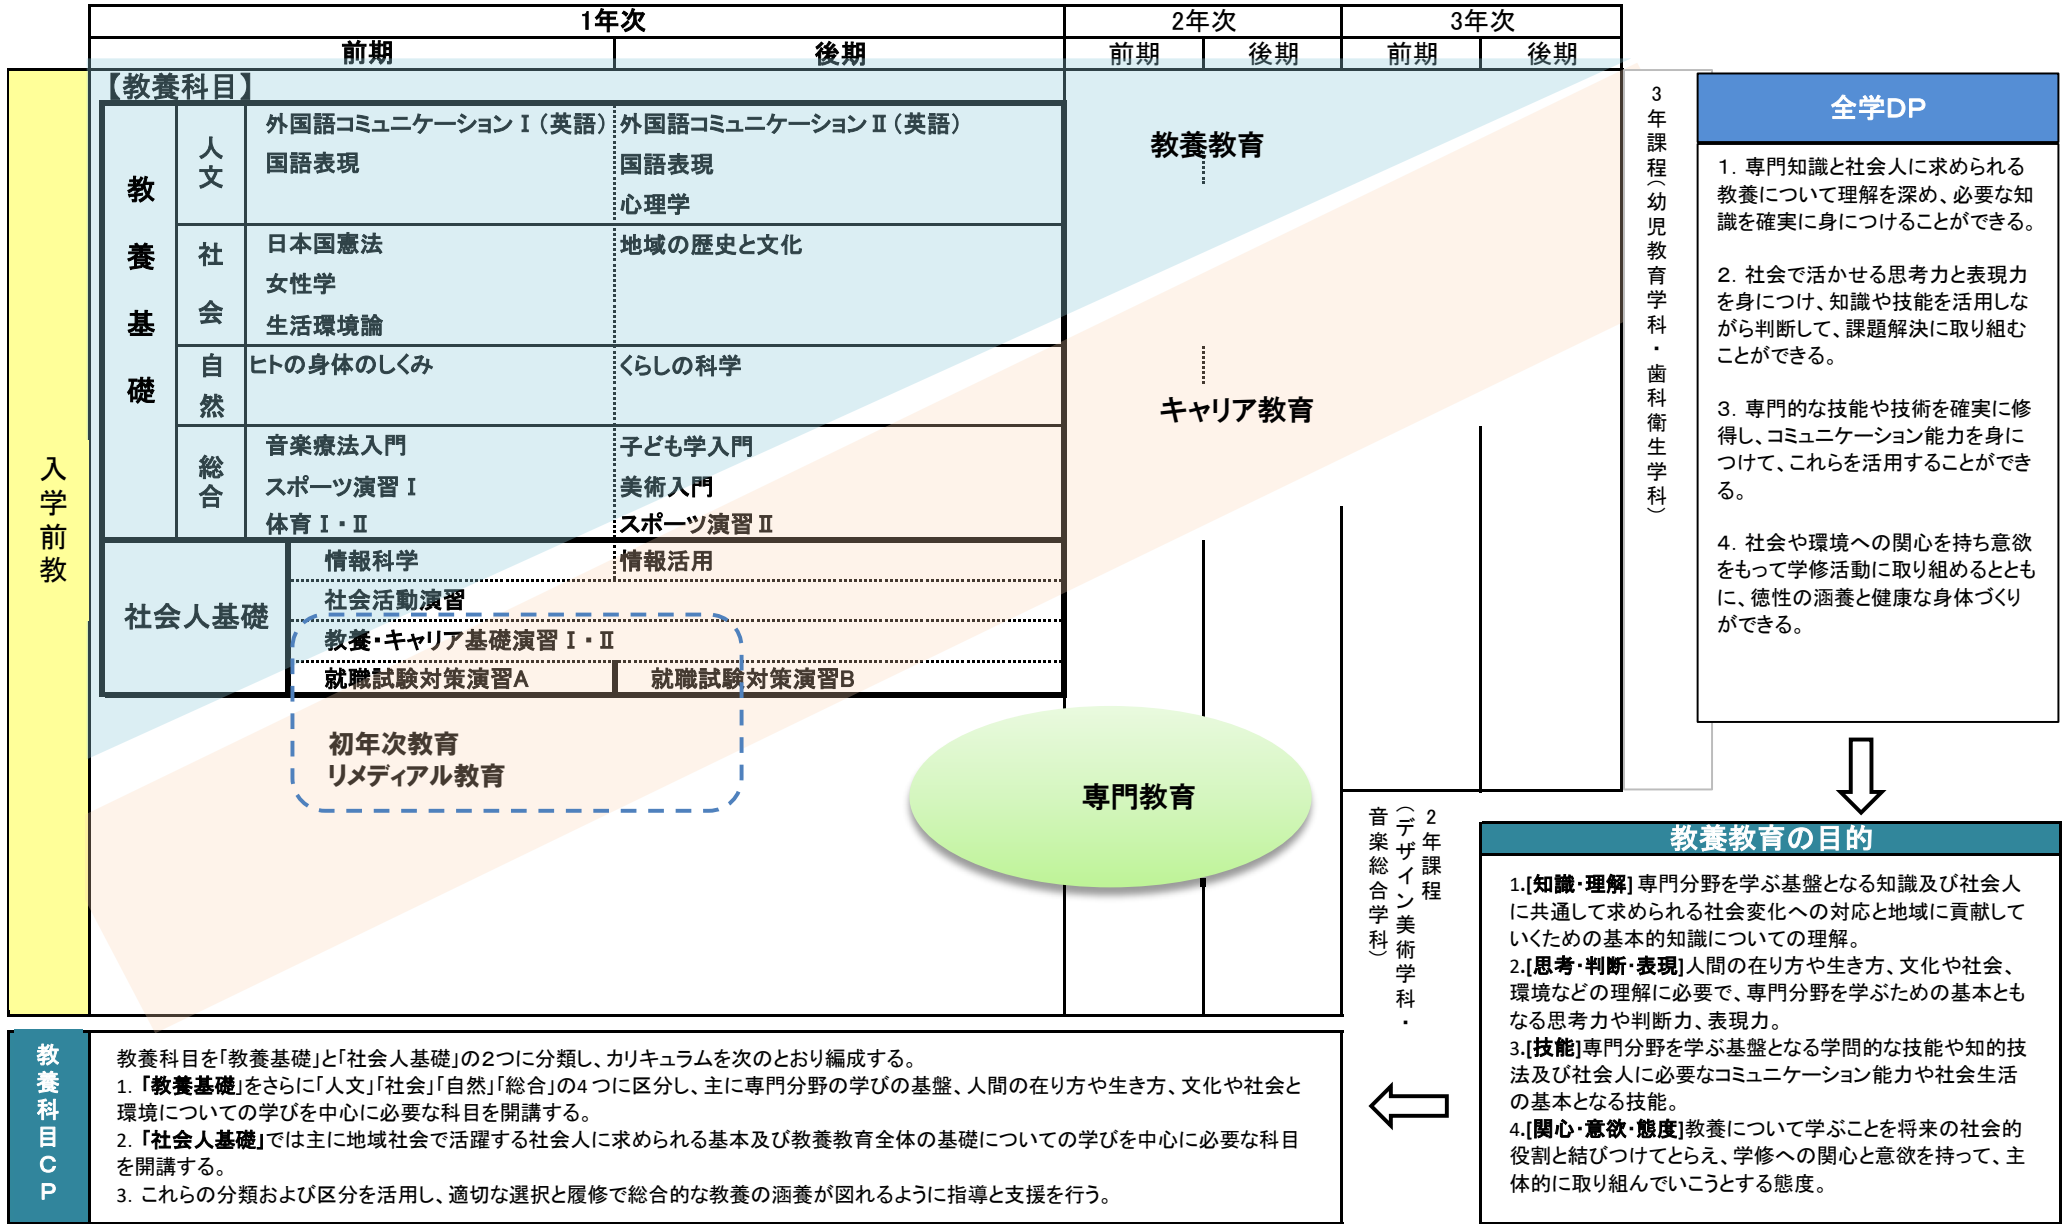 1年次
2年次
3年次
前期
後期
前期
後期
前期
後期
【教養科目】
教養基礎
人文
外国語コミュニケーションⅠ（英語）
外国語コミュニケーションⅡ（英語）
国語表現
国語表現
心理学
社会
日本国憲法
地域の歴史と文化
女性学
生活環境論
自然
ヒトの身体のしくみ
くらしの科学
総合
音楽療法入門
子ども学入門
スポーツ演習Ⅰ
美術入門
体育Ⅰ・Ⅱ
スポーツ演習Ⅱ
社会人基礎
情報科学
情報活用
社会活動演習
教養・キャリア基礎演習Ⅰ・Ⅱ
就職試験対策演習A
就職試験対策演習B
初年次教育
リメディアル教育
教養教育
キャリア教育
専門教育
入学前教
3年課程（幼児教育学科・歯科衛生学科）
2年課程
（デザイン美術学科・
音楽総合学科）
全学DP
1．専門知識と社会人に求められる
教養について理解を深め、必要な知
識を確実に身につけることができる。
2．社会で活かせる思考力と表現力
を身につけ、知識や技能を活用しな
がら判断して、課題解決に取り組む
ことができる。
3．専門的な技能や技術を確実に修
得し、コミュニケーション能力を身に
つけて、これらを活用することができ
る。
4．社会や環境への関心を持ち意欲
をもって学修活動に取り組めるととも
に、徳性の涵養と健康な身体づくり
ができる。
教養教育の目的
1.[知識・理解] 専門分野を学ぶ基盤となる知識及び社会人
に共通して求められる社会変化への対応と地域に貢献して
いくための基本的知識についての理解。
2.[思考・判断・表現]人間の在り方や生き方、文化や社会、
環境などの理解に必要で、専門分野を学ぶための基本とも
なる思考力や判断力、表現力。
3.[技能]専門分野を学ぶ基盤となる学問的な技能や知的技
法及び社会人に必要なコミュニケーション能力や社会生活
の基本となる技能。
4.[関心・意欲・態度]教養について学ぶことを将来の社会的
役割と結びつけてとらえ、学修への関心と意欲を持って、主
体的に取り組んでいこうとする態度。
教養科目CP
教養科目を「教養基礎」と「社会人基礎」の２つに分類し、カリキュラムを次のとおり編成する。
1．「教養基礎」をさらに「人文」「社会」「自然」「総合」の4つに区分し、主に専門分野の学びの基盤、人間の在り方や生き方、文化や社会と
環境についての学びを中心に必要な科目を開講する。
2．「社会人基礎」では主に地域社会で活躍する社会人に求められる基本及び教養教育全体の基礎についての学びを中心に必要な科目
を開講する。
3．これらの分類および区分を活用し、適切な選択と履修で総合的な教養の涵養が図れるように指導と支援を行う。